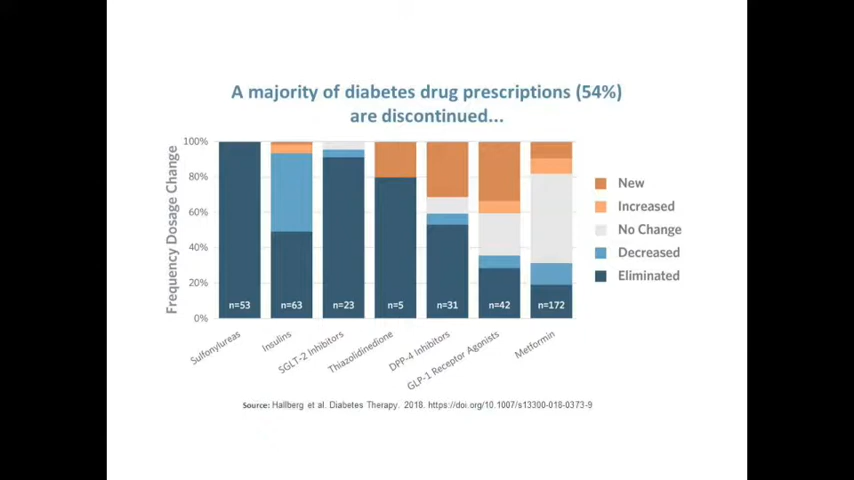 A majority of diabetes drug prescriptions (54%)
are discontinued...
Frequency Dosage Change
100%
80%
60%
40%
20%
0%
n=53
n=63
n=23
n=5
n=31
n=42
n=172
Sulfonylureas
Insulins
SGLT-2 Inhibitors
Thiazolidinedione
DPP-4 Inhibitors
GLP-1 Receptor Agonists
Metformin
New
Increased
No Change
Decreased
Eliminated
Source: Hallberg et al. Diabetes Therapy. 2018. https://doi.org/10.1007/s13300-018-0373-9